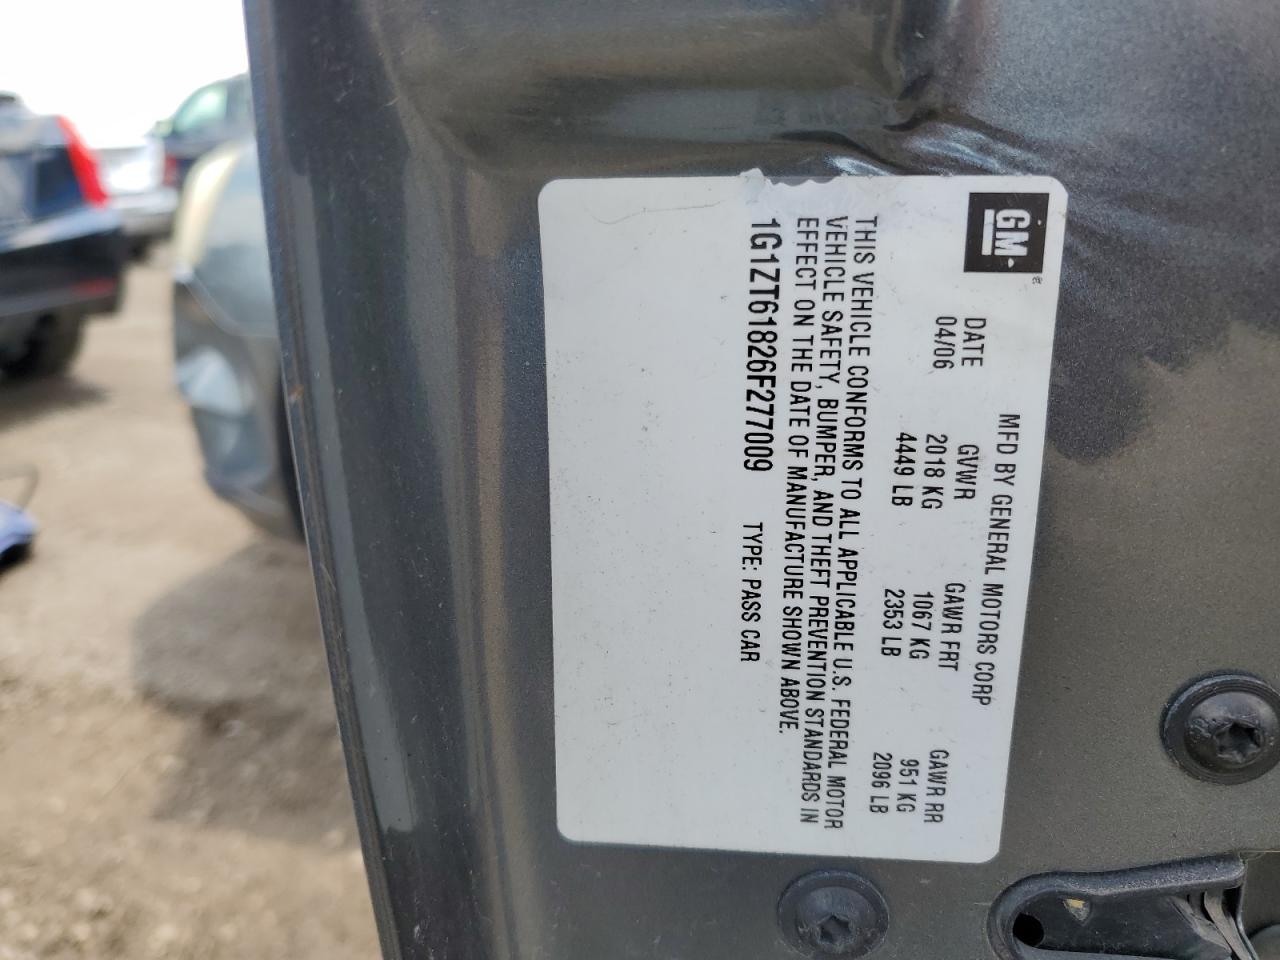 GM
MFD BY GENERAL MOTORS CORP
DATE GVWR GAWR FRT GAWR RR
04/06 2018 KG 1067 KG 951 KG
4449 LB 2353 LB 2096 LB
THIS VEHICLE CONFORMS TO ALL APPLICABLE U.S. FEDERAL MOTOR
VEHICLE SAFETY, BUMPER, AND THEFT PREVENTION STANDARDS IN
EFFECT ON THE DATE OF MANUFACTURE SHOWN ABOVE.
1G1ZT61826F277009 TYPE: PASS CAR